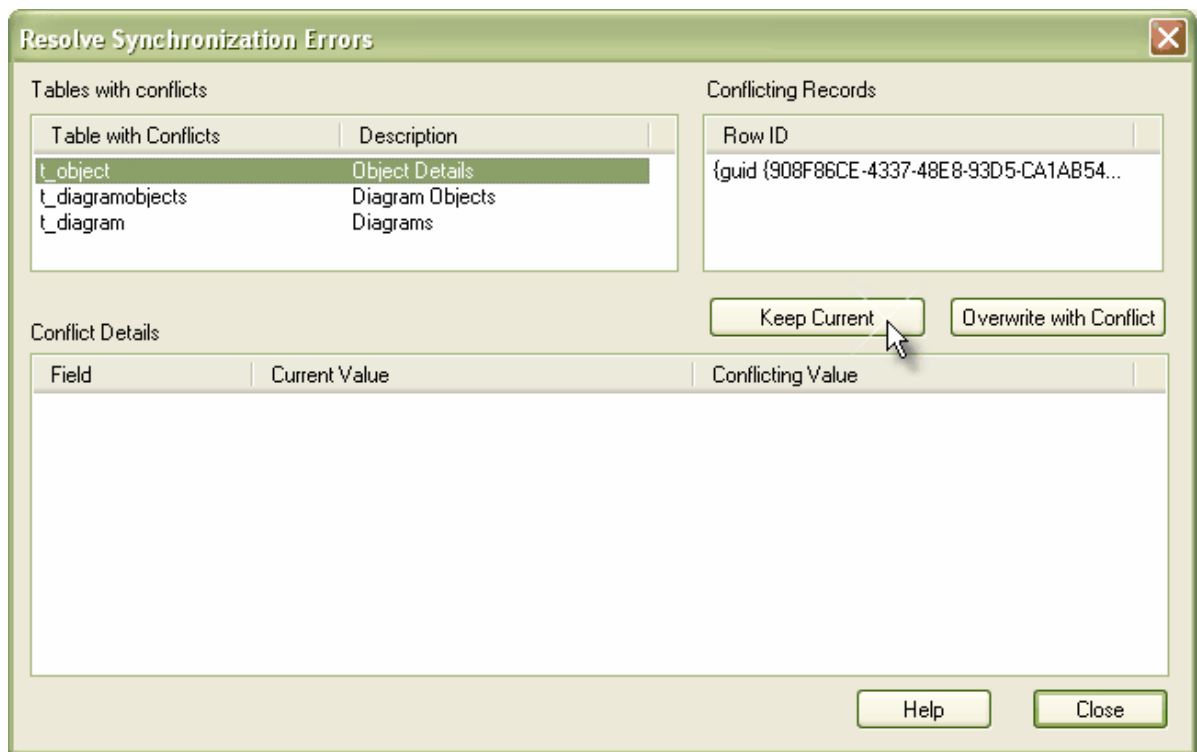 Resolve Synchronization Errors
Tables with conflicts
Table with Conflicts Description
t_object Object Details
t_diagramobjects Diagram Objects
t_diagram Diagrams
Conflicting Records
Row ID
{guid {908F86CE-4337-48E8-93D5-CA1AB54...
Keep Current Overwrite with Conflict
Conflict Details
Field Current Value Conflicting Value
Help Close